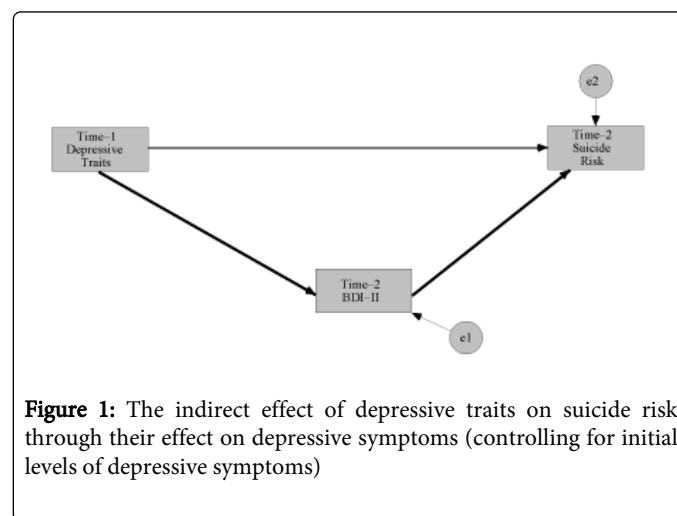 e2
Time–1
Depressive
Traits
Time–2
Suicide
Risk
Time–2
BDI–II
e1
Figure 1: The indirect effect of depressive traits on suicide risk
through their effect on depressive symptoms (controlling for initial
levels of depressive symptoms)